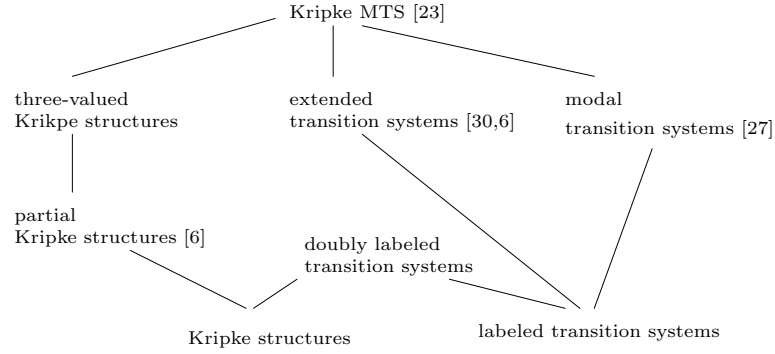 Kripke MTS [23]
three-valued
Krikpe structures
extended
transition systems [30,6]
modal
transition systems [27]
partial
Kripke structures [6]
doubly labeled
transition systems
Kripke structures
labeled transition systems